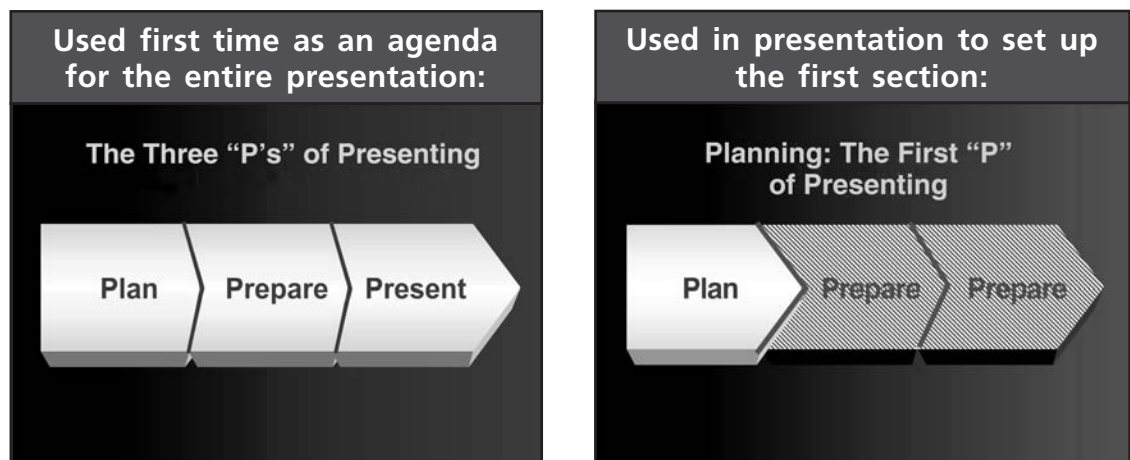 Used first time as an agenda
for the entire presentation:
The Three “P's” of Presenting
Plan Prepare Present
Used in presentation to set up
the first section:
Planning: The First “P”
of Presenting
Plan Prepare Prepare